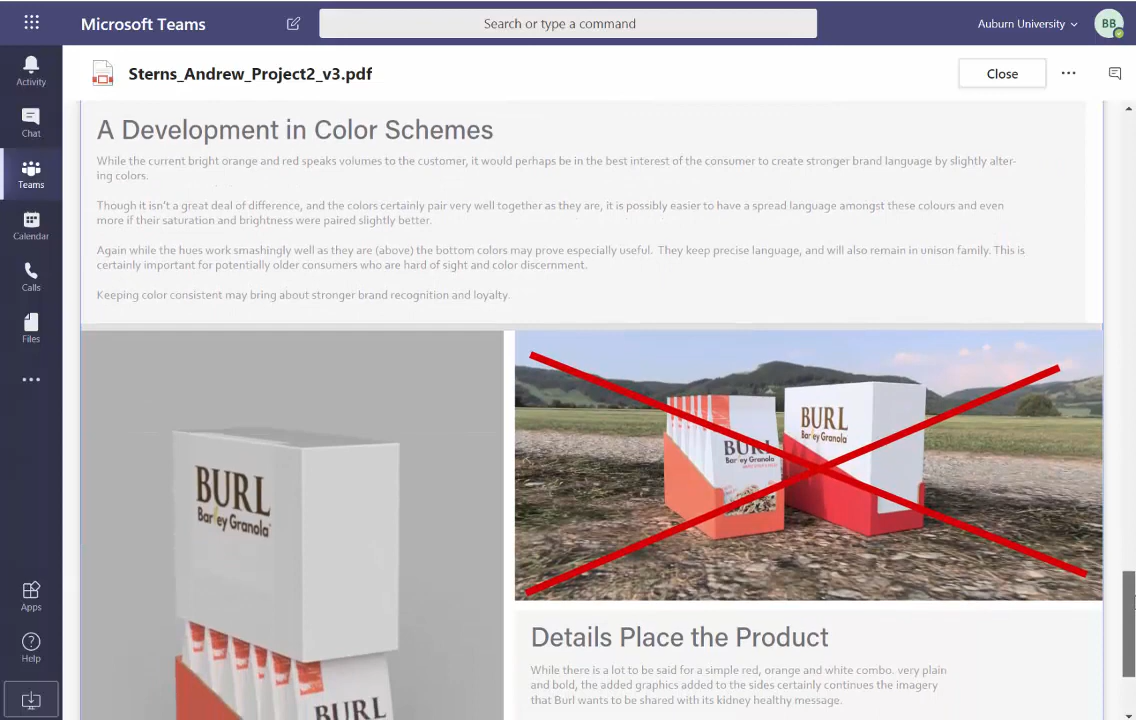 Microsoft Teams
Search or type a command
Auburn University
BB
Activity
Chat
Teams
Calendar
Calls
Files
Apps
Help
Sterns_Andrew_Project2_v3.pdf
Close
A Development in Color Schemes
While the current bright orange and red speaks volumes to the customer, it would perhaps be in the best interest of the consumer to create stronger brand language by slightly alter-
ing colors.
Though it isn't a great deal of difference, and the colors certainly pair very well together as they are, it is possibly easier to have a spread language amongst these colours and even
more if their saturation and brightness were paired slightly better.
Again while the hues work smashingly well as they are (above) the bottom colors may prove especially useful. They keep precise language, and will also remain in unison family. This is
certainly important for potentially older consumers who are hard of sight and color discernment.
Keeping color consistent may bring about stronger brand recognition and loyalty.
BURL
Barley Granola
BURL
BURL
Barley Granola
BURL
Barley Granola
Details Place the Product
While there is a lot to be said for a simple red, orange and white combo. very plain
and bold, the added graphics added to the sides certainly continues the imagery
that Burl wants to be shared with its kidney healthy message.